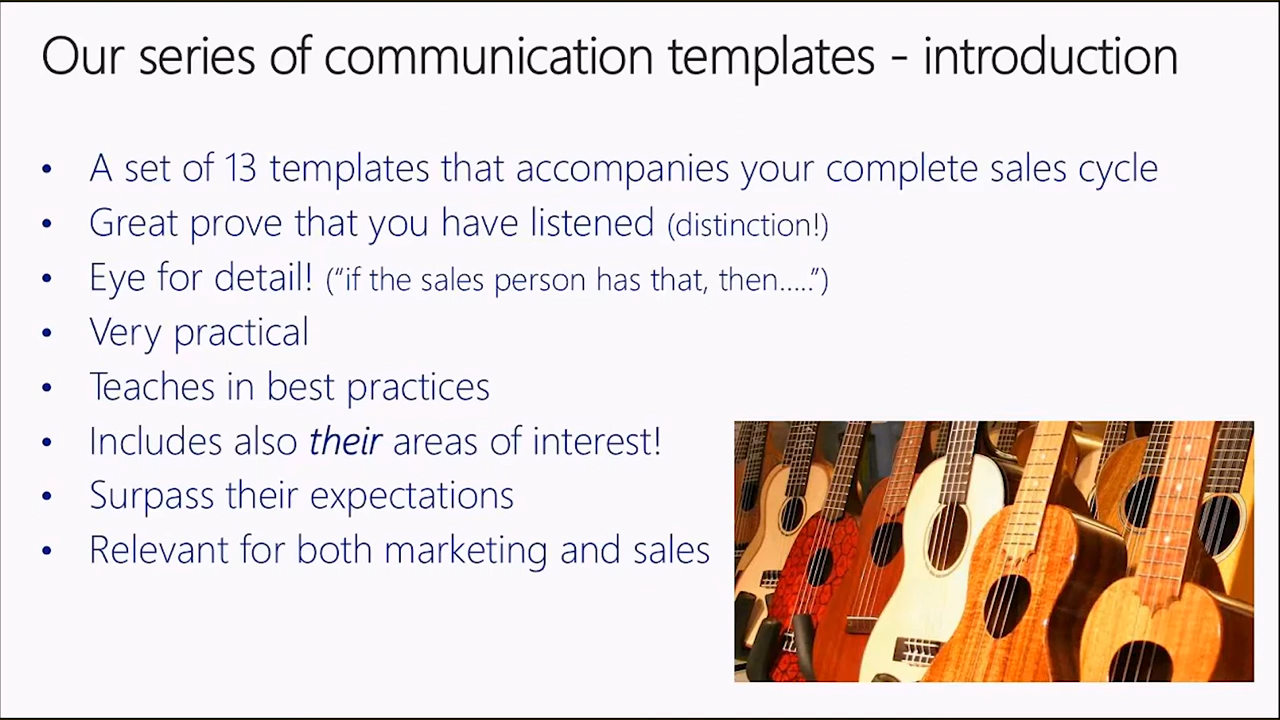 Our series of communication templates - introduction
• A set of 13 templates that accompanies your complete sales cycle
• Great prove that you have listened (distinction!)
• Eye for detail! (“if the sales person has that, then.....”)
• Very practical
• Teaches in best practices
• Includes also their areas of interest!
• Surpass their expectations
• Relevant for both marketing and sales